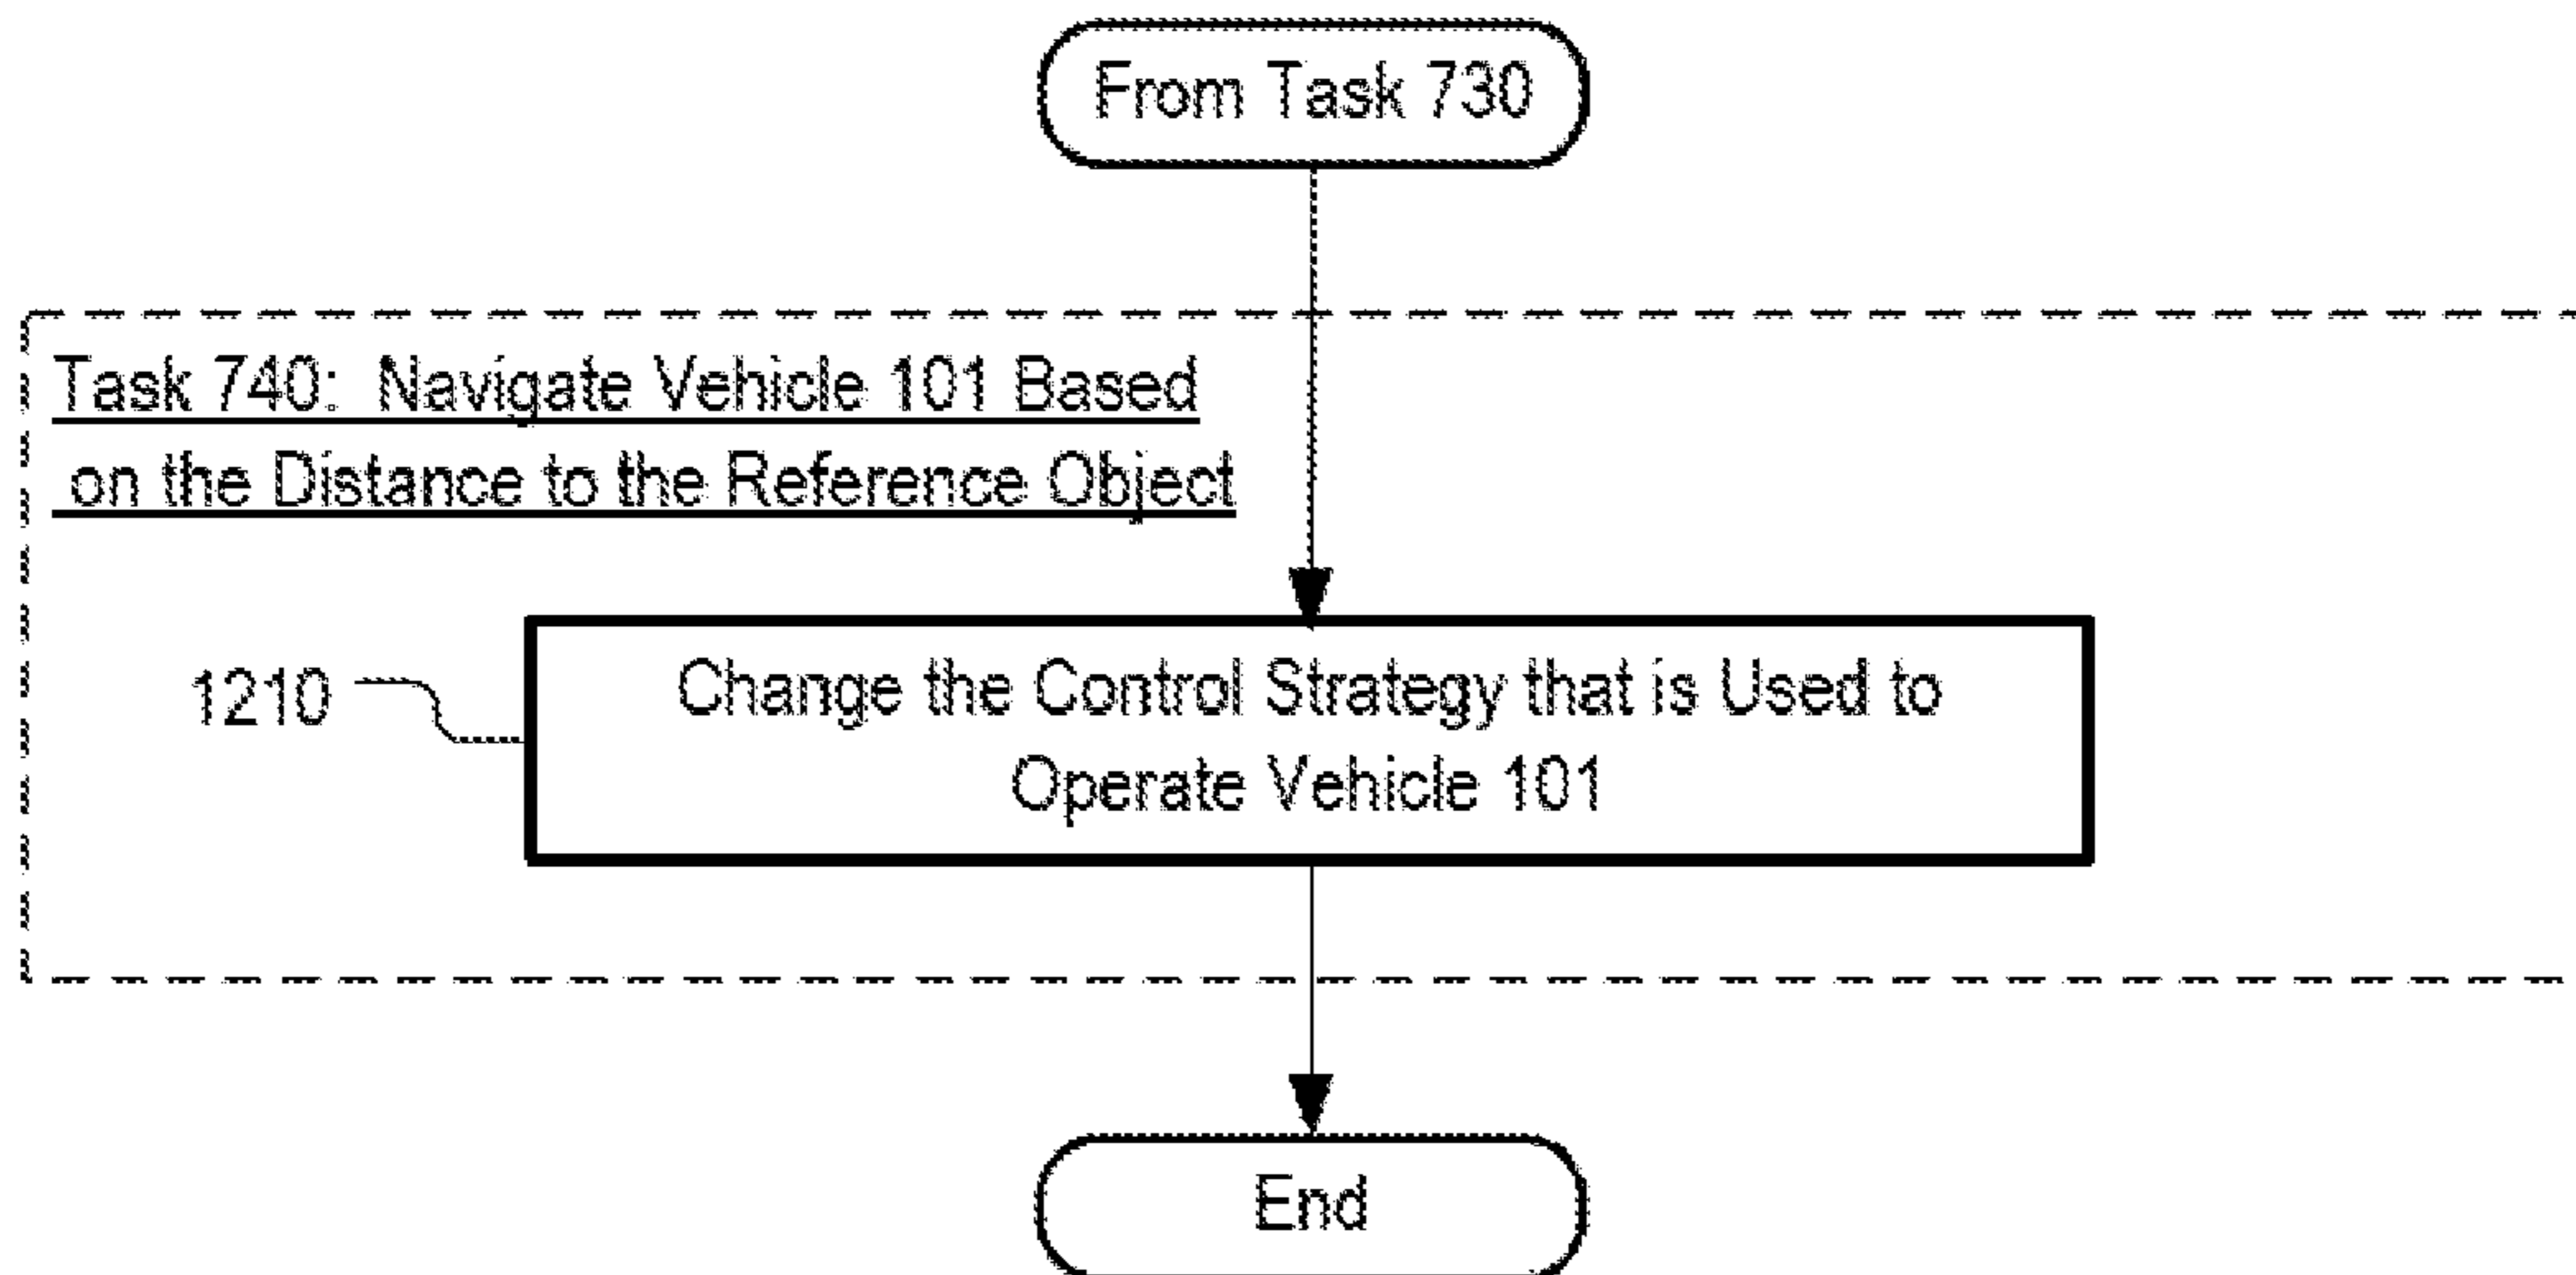 From Task 730
Task 740: Navigate Vehicle 101 Based
on the Distance to the Reference Object
1210
Change the Control Strategy that is Used to
Operate Vehicle 101
End